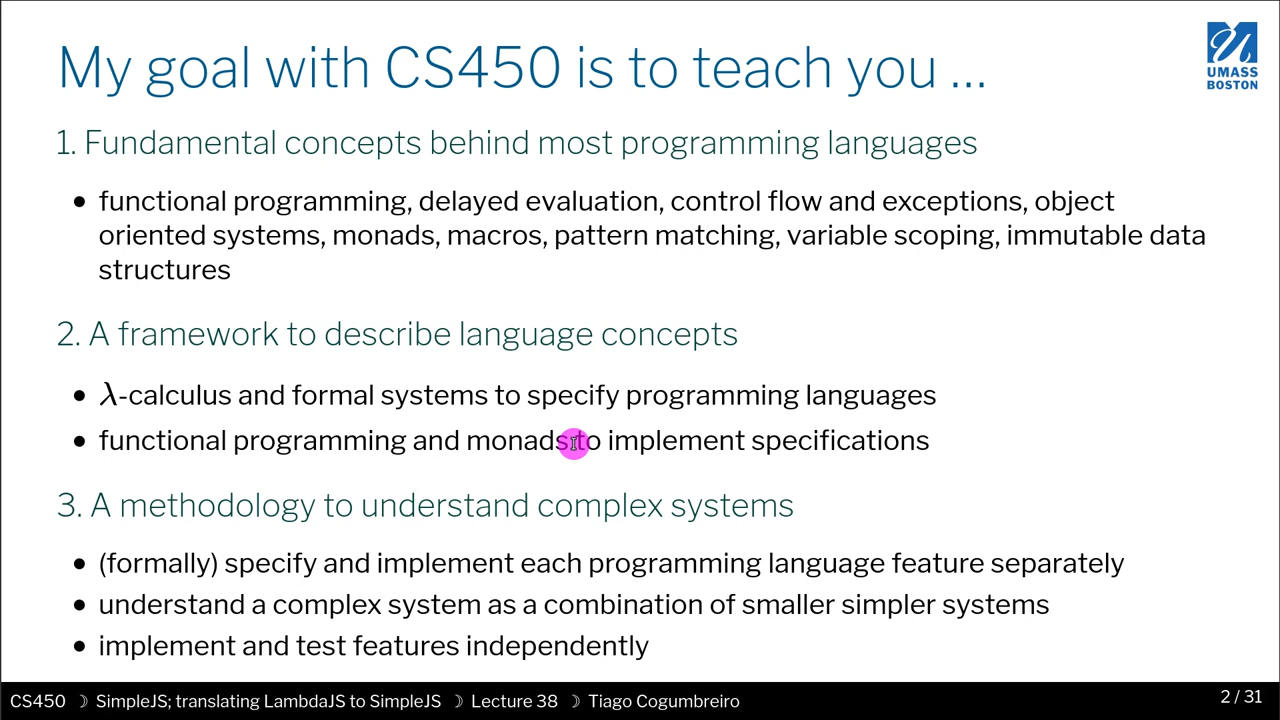 My goal with CS450 is to teach you ...
UMASS
BOSTON
1. Fundamental concepts behind most programming languages
• functional programming, delayed evaluation, control flow and exceptions, object
oriented systems, monads, macros, pattern matching, variable scoping, immutable data
structures
2. A framework to describe language concepts
• λ-calculus and formal systems to specify programming languages
• functional programming and monads to implement specifications
3. A methodology to understand complex systems
• (formally) specify and implement each programming language feature separately
• understand a complex system as a combination of smaller simpler systems
• implement and test features independently
CS450 ☽ SimpleJS; translating LambdaJS to SimpleJS ☽ Lecture 38 ☽ Tiago Cogumbreiro
2 / 31